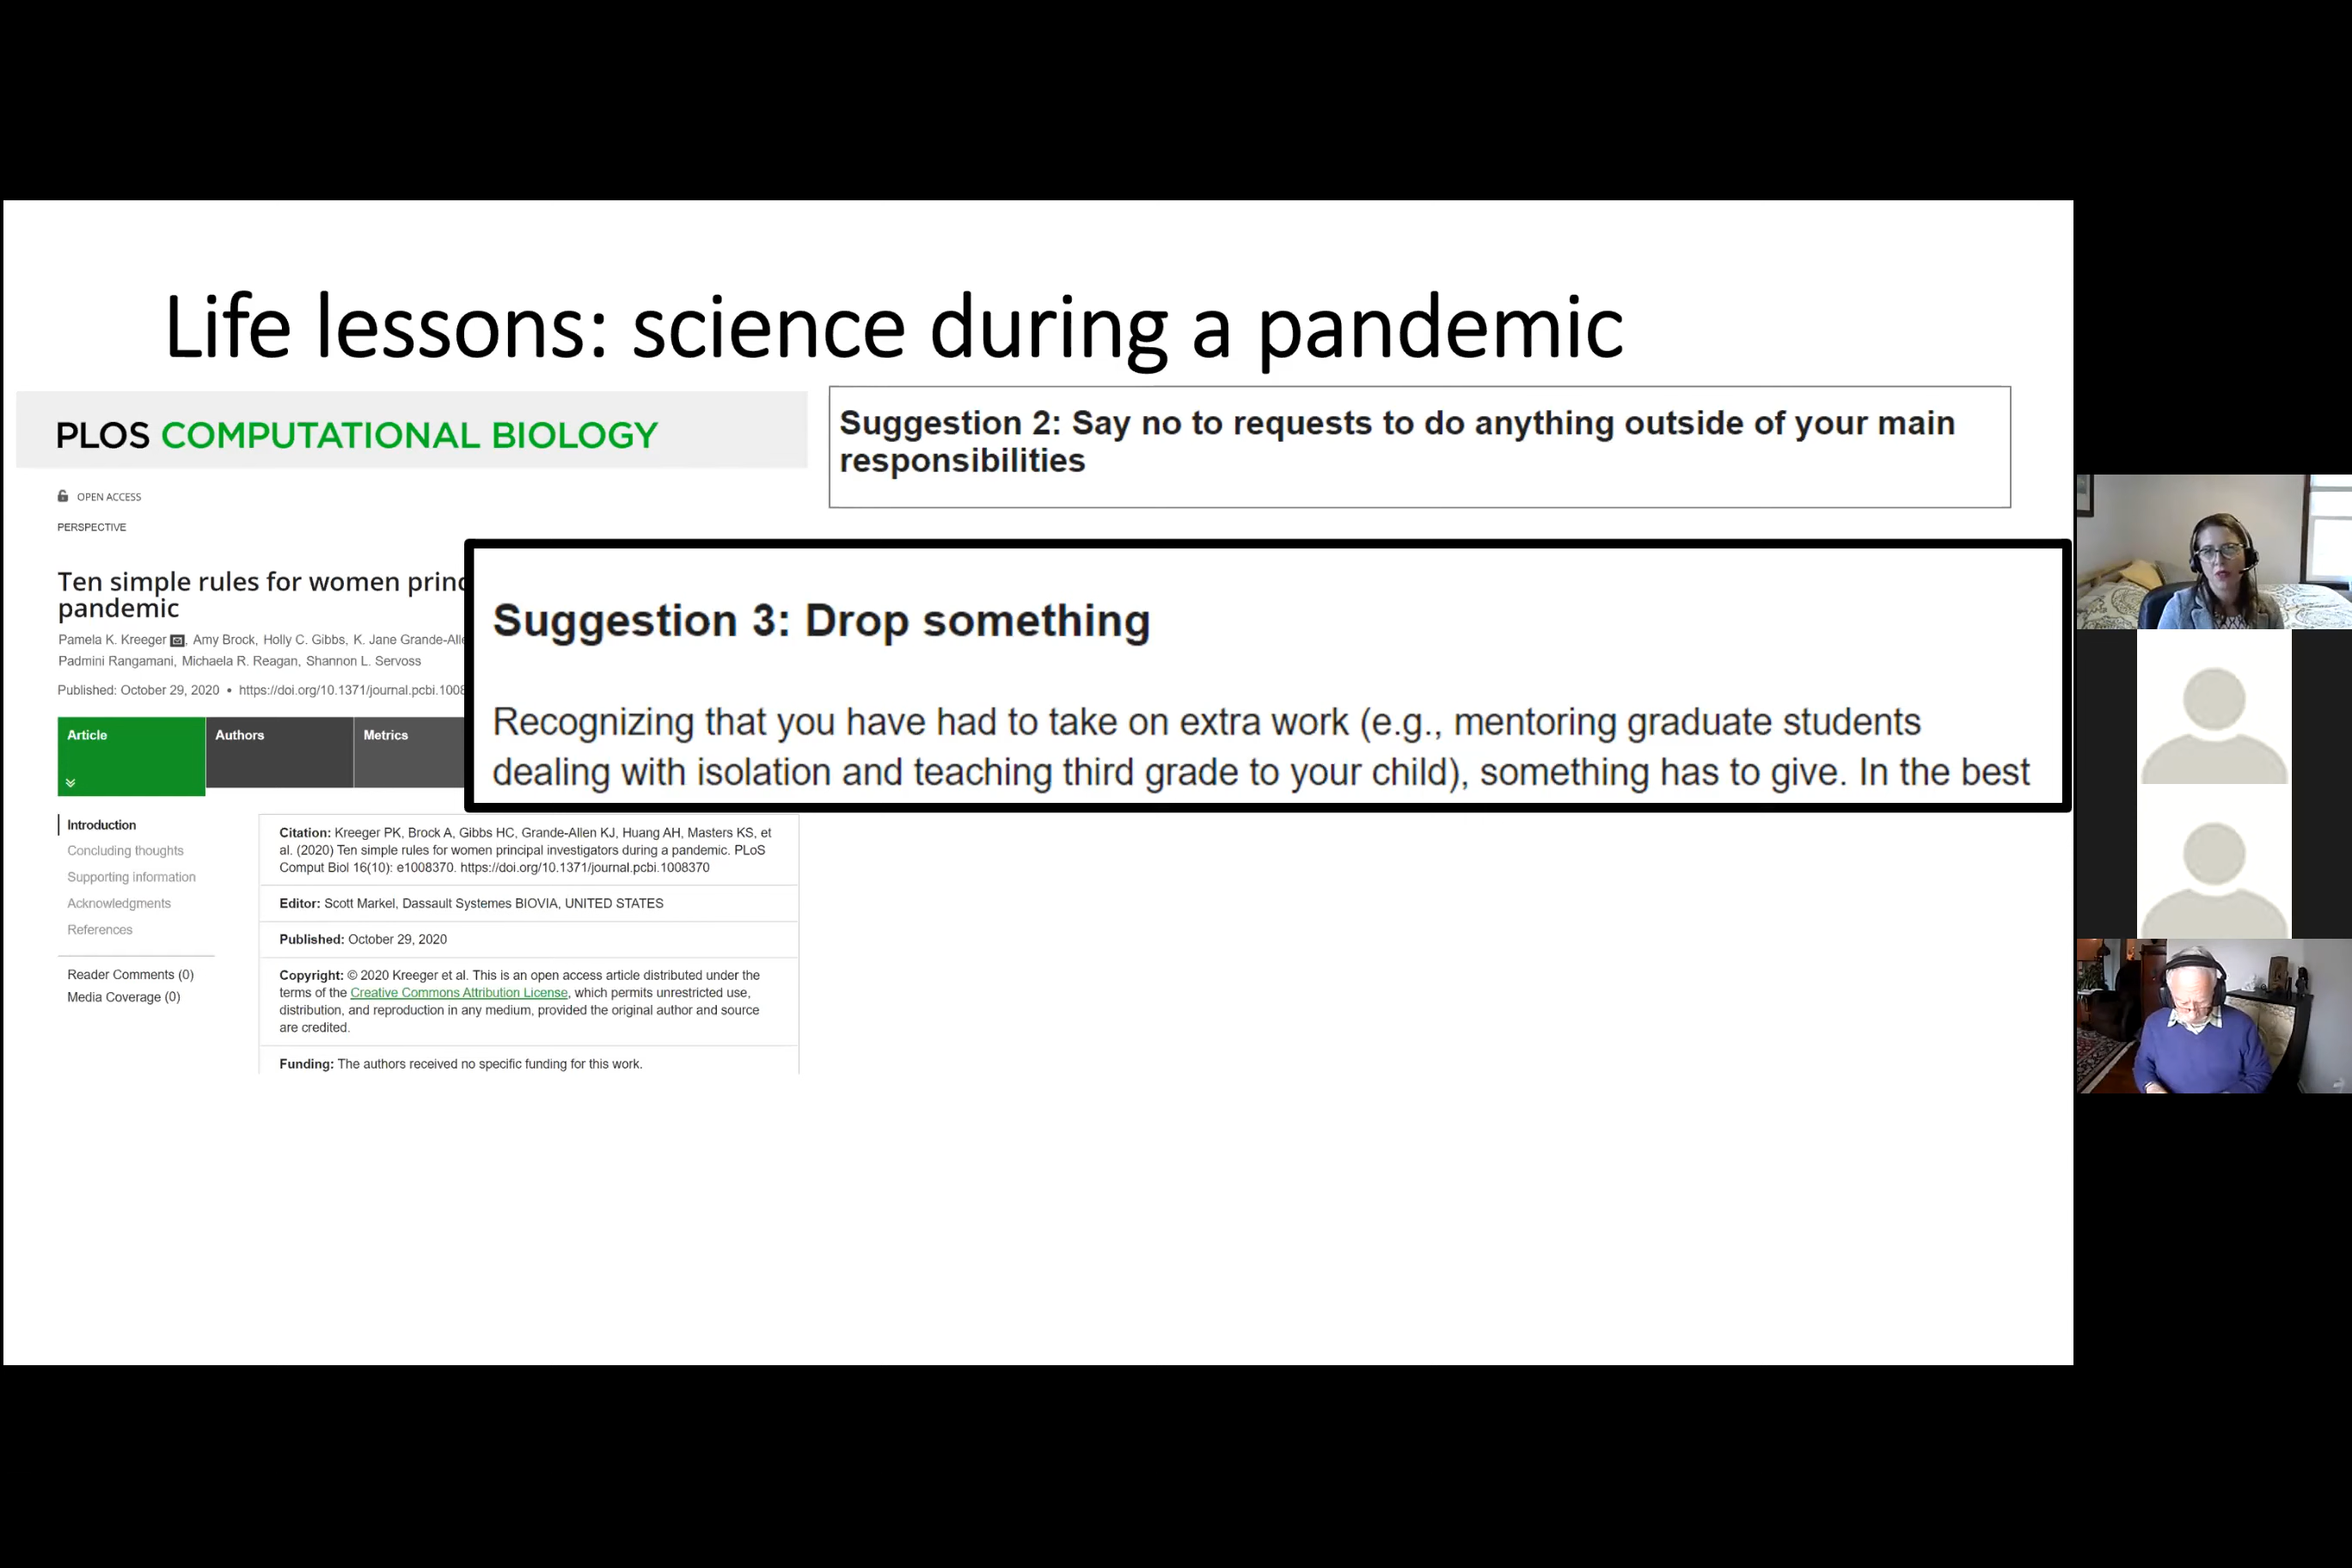 Life lessons: science during a pandemic
PLOS COMPUTATIONAL BIOLOGY
OPEN ACCESS
PERSPECTIVE
Ten simple rules for women princ
pandemic
Pamela K. Kreeger , Amy Brock, Holly C. Gibbs, K. Jane Grande-Alle
Padmini Rangamani, Michaela R. Reagan, Shannon L. Servoss
Published: October 29, 2020 • https://doi.org/10.1371/journal.pcbi.1008
Article
Authors
Metrics
Introduction
Concluding thoughts
Supporting information
Acknowledgments
References
Reader Comments (0)
Media Coverage (0)
Citation: Kreeger PK, Brock A, Gibbs HC, Grande-Allen KJ, Huang AH, Masters KS, et
al. (2020) Ten simple rules for women principal investigators during a pandemic. PLoS
Comput Biol 16(10): e1008370. https://doi.org/10.1371/journal.pcbi.1008370
Editor: Scott Markel, Dassault Systemes BIOVIA, UNITED STATES
Published: October 29, 2020
Copyright: © 2020 Kreeger et al. This is an open access article distributed under the
terms of the Creative Commons Attribution License, which permits unrestricted use,
distribution, and reproduction in any medium, provided the original author and source
are credited.
Funding: The authors received no specific funding for this work.
Suggestion 2: Say no to requests to do anything outside of your main
responsibilities
Suggestion 3: Drop something
Recognizing that you have had to take on extra work (e.g., mentoring graduate students
dealing with isolation and teaching third grade to your child), something has to give. In the best